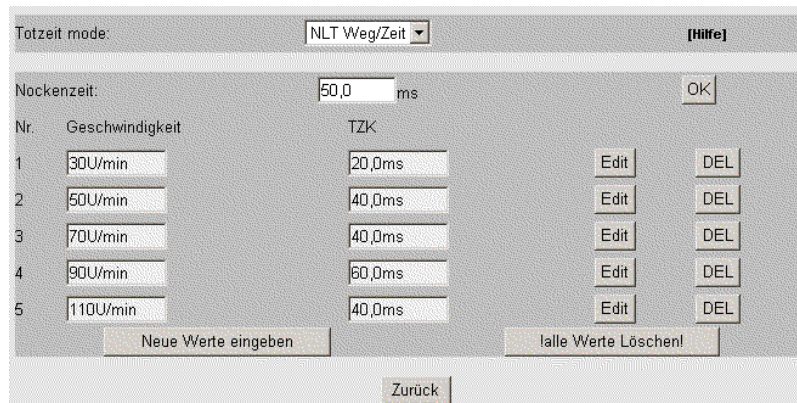 Totzeit mode: NLT Weg/Zeit [Hilfe]
Nockenzeit: 50,0 ms OK
Nr. Geschwindigkeit TZK
1 30U/min 20,0ms Edit DEL
2 50U/min 40,0ms Edit DEL
3 70U/min 40,0ms Edit DEL
4 90U/min 60,0ms Edit DEL
5 110U/min 40,0ms Edit DEL
Neue Werte eingeben !alle Werte Löschen!
Zurück